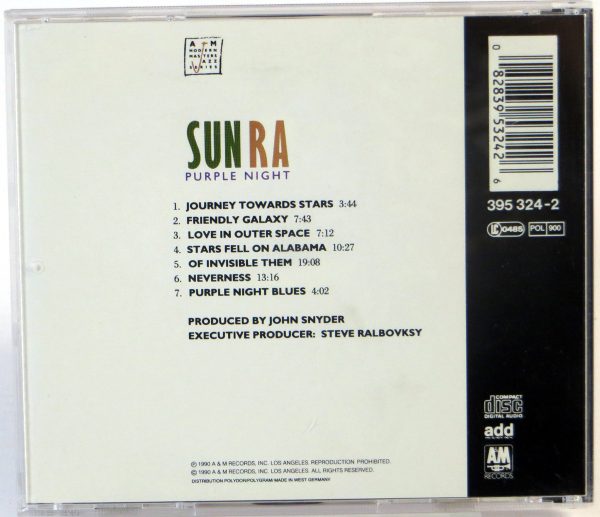 A&M
MODERN
MASTERS
JAZZ
SERIES
SUN RA
PURPLE NIGHT
1. JOURNEY TOWARDS STARS 3:44
2. FRIENDLY GALAXY 7:43
3. LOVE IN OUTER SPACE 7:12
4. STARS FELL ON ALABAMA 10:27
5. OF INVISIBLE THEM 19:08
6. NEVERNESS 13:16
7. PURPLE NIGHT BLUES 4:02
PRODUCED BY JOHN SNYDER
EXECUTIVE PRODUCER: STEVE RALBOVKSY
℗ 1990 A & M RECORDS, INC. LOS ANGELES. REPRODUCTION PROHIBITED.
© 1990 A & M RECORDS, INC. LOS ANGELES. ALL RIGHTS RESERVED.
DISTRIBUTION POLYDOR/POLYGRAM/MADE IN WEST GERMANY
0 82839 53242 6
395 324-2
LC 0485 POL 900
COMPACT
disc
DIGITAL AUDIO
add
A&M
RECORDS